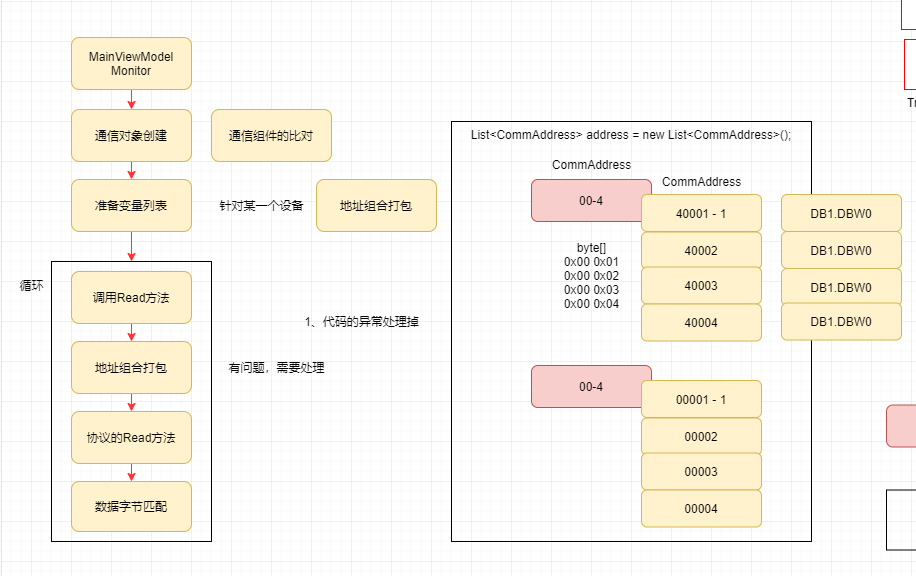 MainViewModel
Monitor
通信对象创建
通信组件的比对
准备变量列表
针对某一个设备
地址组合打包
循环
调用Read方法
地址组合打包
有问题，需要处理
协议的Read方法
数据字节匹配
1、代码的异常处理掉
List<CommAddress> address = new List<CommAddress>();
CommAddress
CommAddress
00-4
40001 - 1
DB1.DBW0
40002
DB1.DBW0
40003
DB1.DBW0
40004
DB1.DBW0
byte[]
0x00 0x01
0x00 0x02
0x00 0x03
0x00 0x04
00-4
00001 - 1
00002
00003
00004